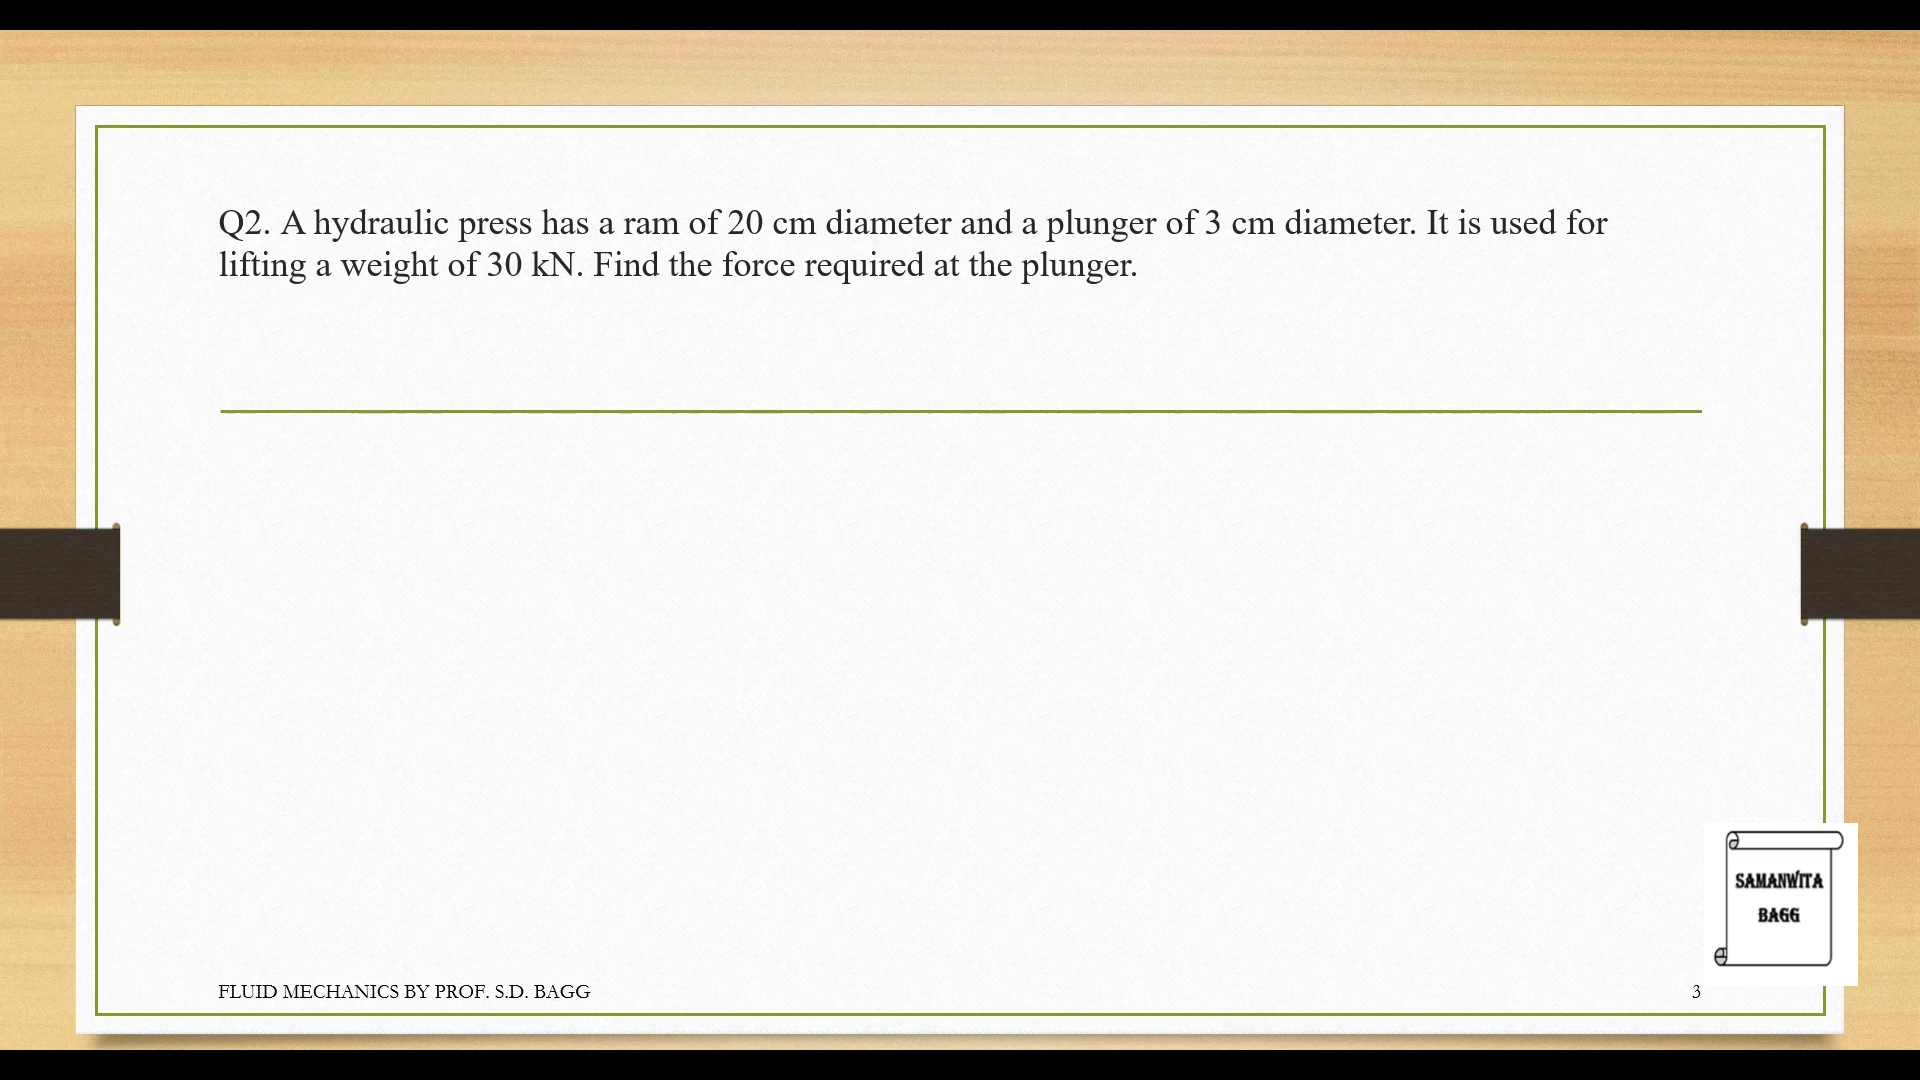 Q2. A hydraulic press has a ram of 20 cm diameter and a plunger of 3 cm diameter. It is used for
lifting a weight of 30 kN. Find the force required at the plunger.
SAMANWITA
BAGG
FLUID MECHANICS BY PROF. S.D. BAGG
3